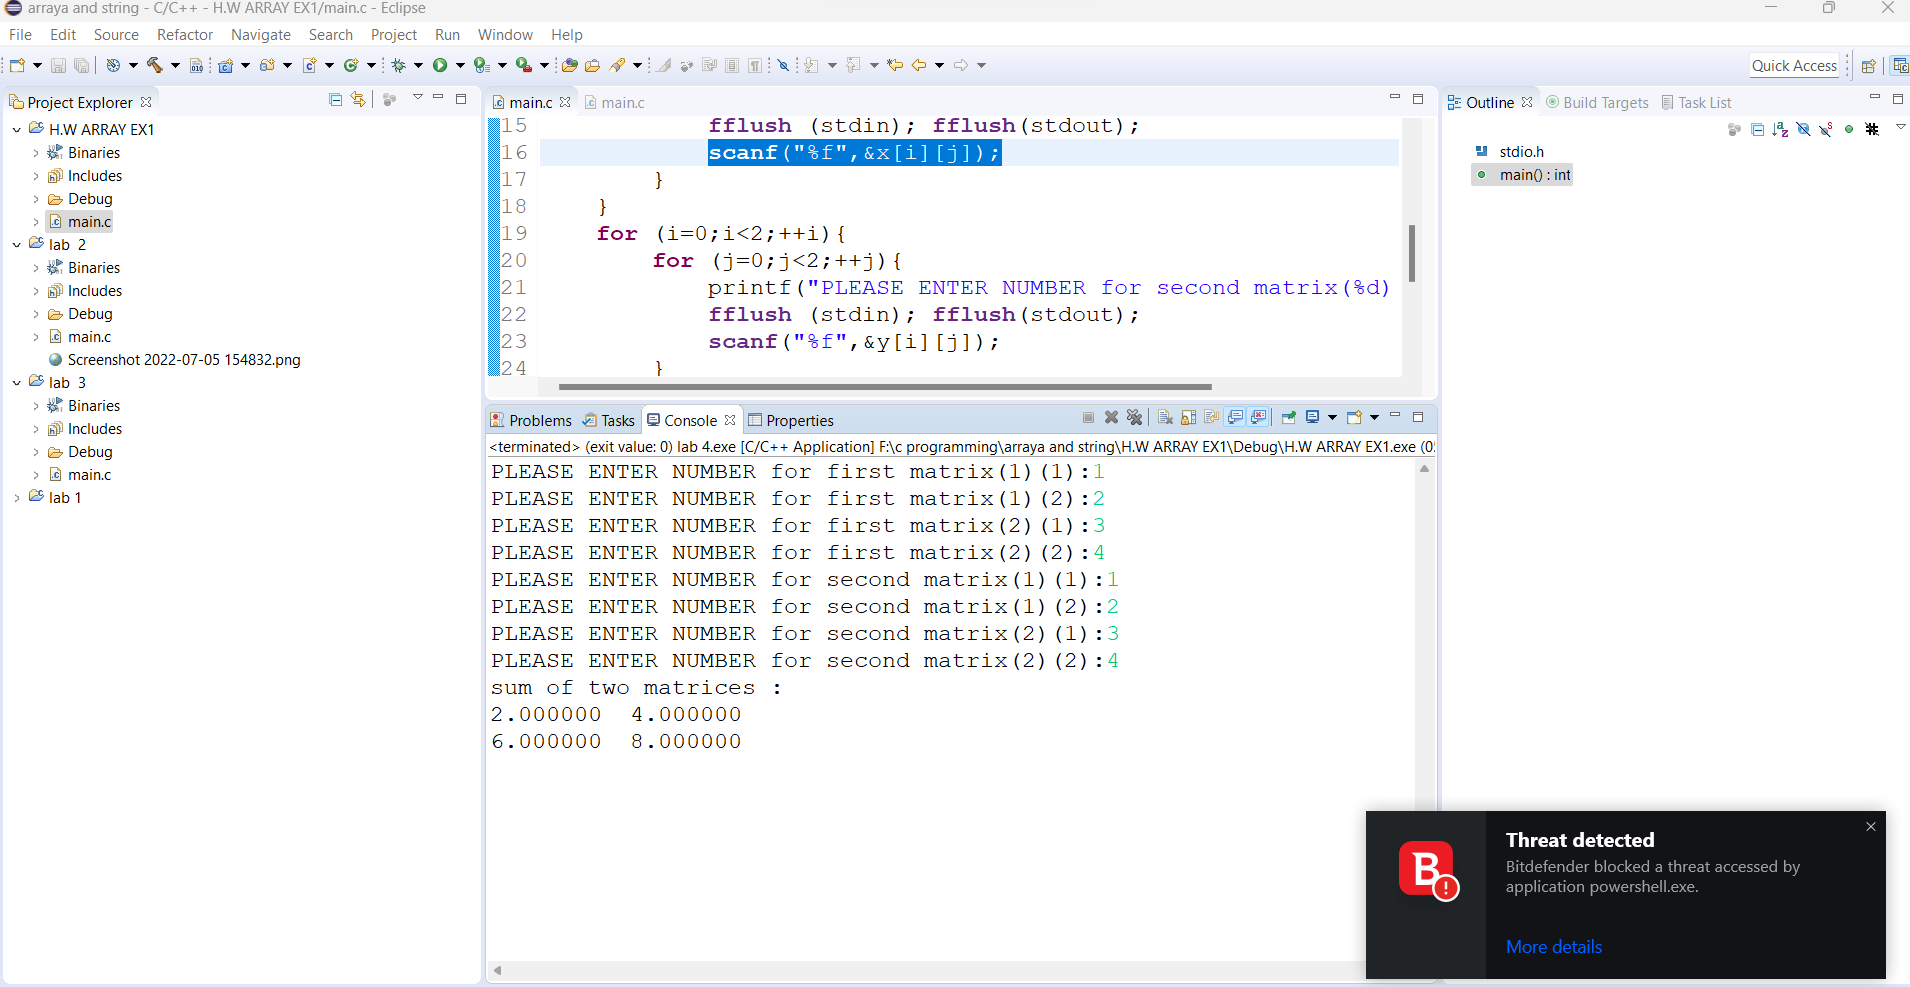 arraya and string - C/C++ - H.W ARRAY EX1/main.c - Eclipse
File Edit Source Refactor Navigate Search Project Run Window Help
Quick Access
Project Explorer
H.W ARRAY EX1
Binaries
Includes
Debug
main.c
lab 2
Binaries
Includes
Debug
main.c
Screenshot 2022-07-05 154832.png
lab 3
Binaries
Includes
Debug
main.c
lab 1
main.c main.c
15 fflush (stdin); fflush(stdout);
16 scanf("%f",&x[i][j]);
17 }
18 }
19 for (i=0;i<2;++i){
20 for (j=0;j<2;++j){
21 printf("PLEASE ENTER NUMBER for second matrix(%d)
22 fflush (stdin); fflush(stdout);
23 scanf("%f",&y[i][j]);
24 }
Problems Tasks Console Properties
<terminated> (exit value: 0) lab 4.exe [C/C++ Application] F:\c programming\arraya and string\H.W ARRAY EX1\Debug\H.W ARRAY EX1.exe (0
PLEASE ENTER NUMBER for first matrix(1)(1):1
PLEASE ENTER NUMBER for first matrix(1)(2):2
PLEASE ENTER NUMBER for first matrix(2)(1):3
PLEASE ENTER NUMBER for first matrix(2)(2):4
PLEASE ENTER NUMBER for second matrix(1)(1):1
PLEASE ENTER NUMBER for second matrix(1)(2):2
PLEASE ENTER NUMBER for second matrix(2)(1):3
PLEASE ENTER NUMBER for second matrix(2)(2):4
sum of two matrices :
2.000000 4.000000
6.000000 8.000000
Outline Build Targets Task List
stdio.h
main() : int
B
Threat detected
Bitdefender blocked a threat accessed by
application powershell.exe.
More details